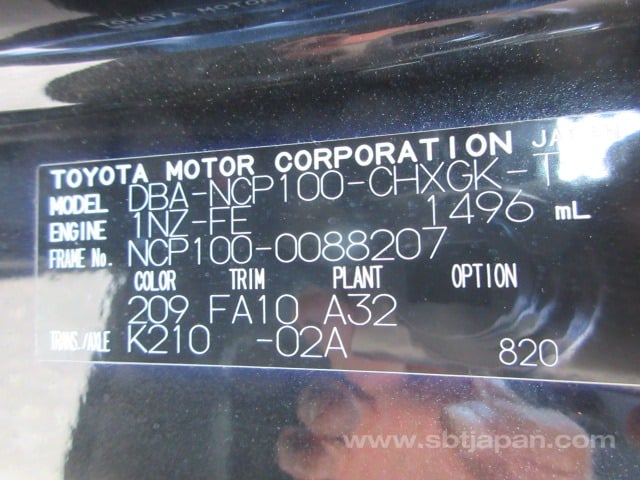 TOYOTA MOTOR CORPORATION JAPAN
MODEL DBA-NCP100-CHXGK-T
ENGINE 1NZ-FE 1496 mL
FRAME No. NCP100-0088207
COLOR TRIM PLANT OPTION
209 FA10 A32
TRANS./AXLE K210 -02A 820
www.sbtjapan.com